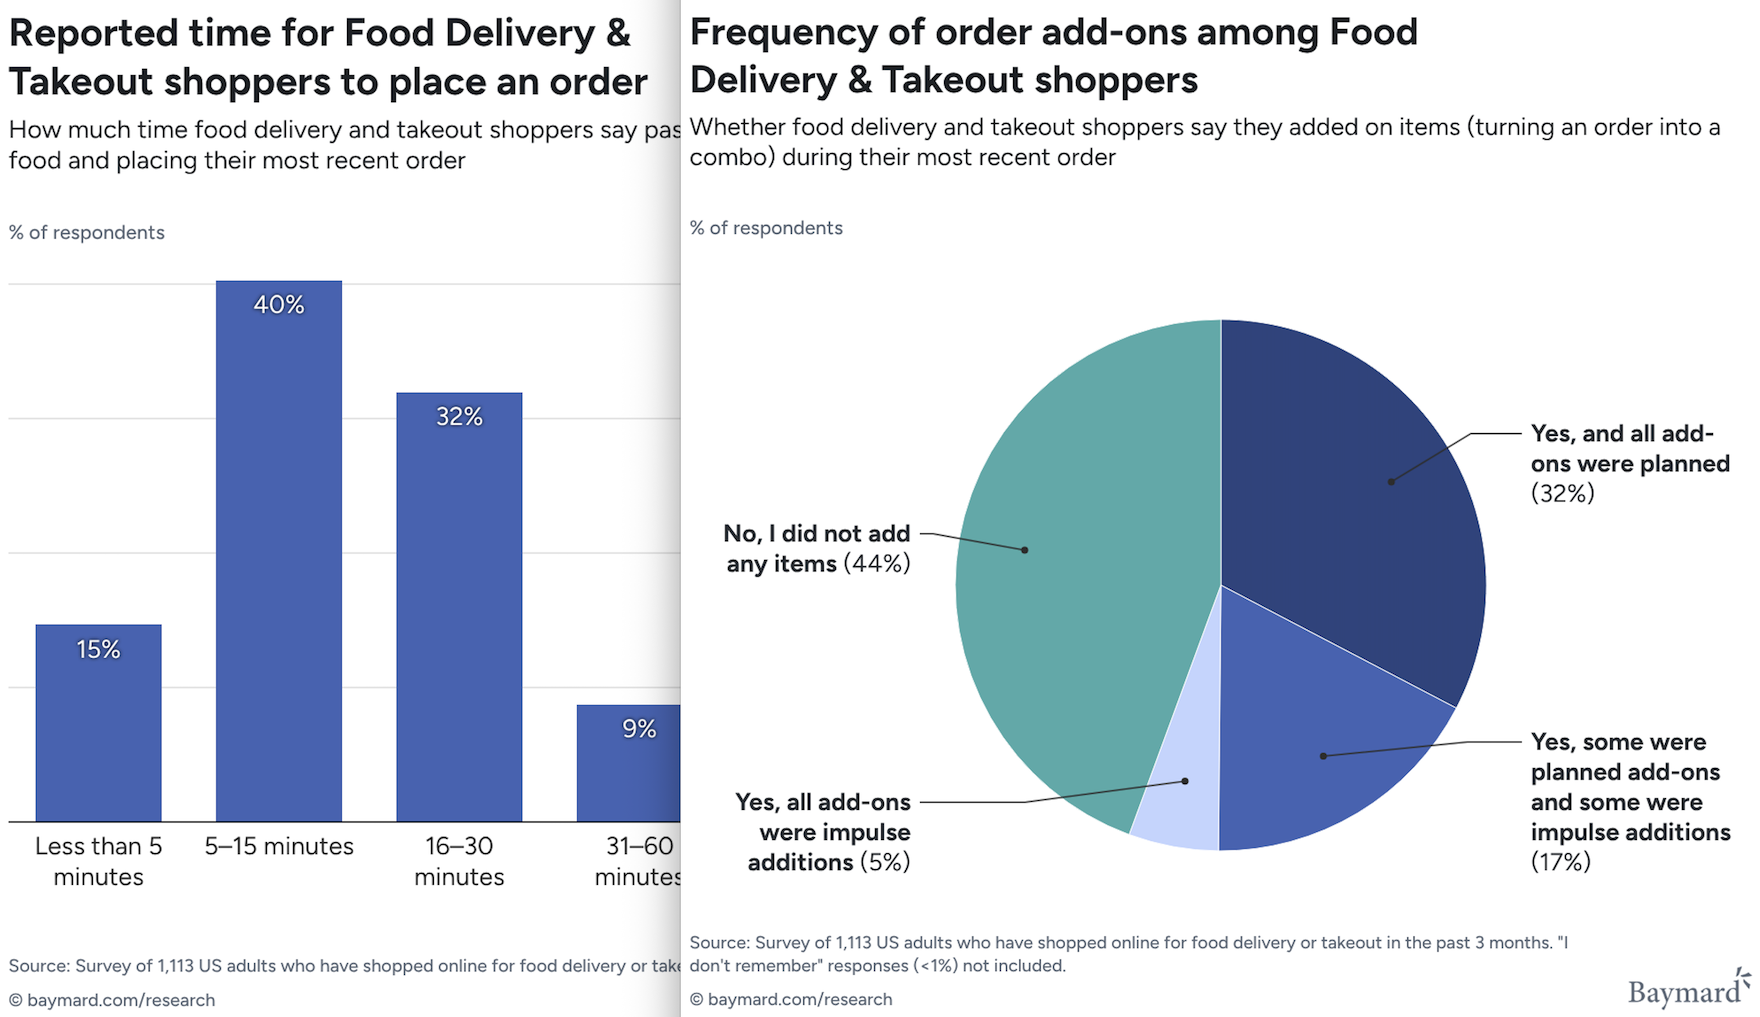 Reported time for Food Delivery &
Takeout shoppers to place an order
How much time food delivery and takeout shoppers say
food and placing their most recent order
% of respondents
40%
32%
15%
9%
Less than 5
minutes
5–15 minutes
16–30
minutes
31–60
minutes
Source: Survey of 1,113 US adults who have shopped online for food delivery or
© baymard.com/research
Frequency of order add-ons among Food
Delivery & Takeout shoppers
Whether food delivery and takeout shoppers say they added on items (turning an order into a
combo) during their most recent order
% of respondents
Yes, and all add-
ons were planned
(32%)
No, I did not add
any items (44%)
Yes, some were
planned add-ons
and some were
impulse additions
(17%)
Yes, all add-ons
were impulse
additions (5%)
Source: Survey of 1,113 US adults who have shopped online for food delivery or takeout in the past 3 months. "I
don't remember" responses (<1%) not included.
© baymard.com/research
Baymard